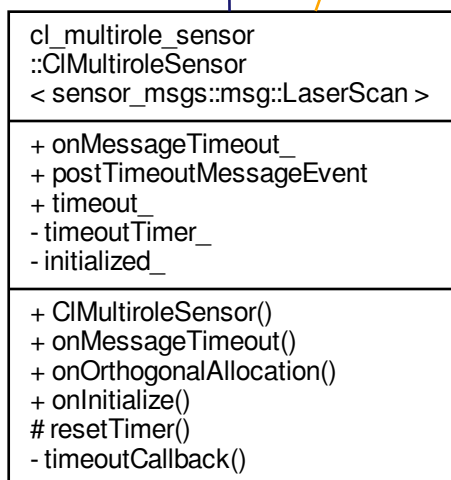 cl_multirole_sensor
::ClMultiroleSensor
< sensor_msgs::msg::LaserScan >
+ onMessageTimeout_
+ postTimeoutMessageEvent
+ timeout_
- timeoutTimer_
- initialized_
+ ClMultiroleSensor()
+ onMessageTimeout()
+ onOrthogonalAllocation()
+ onInitialize()
# resetTimer()
- timeoutCallback()